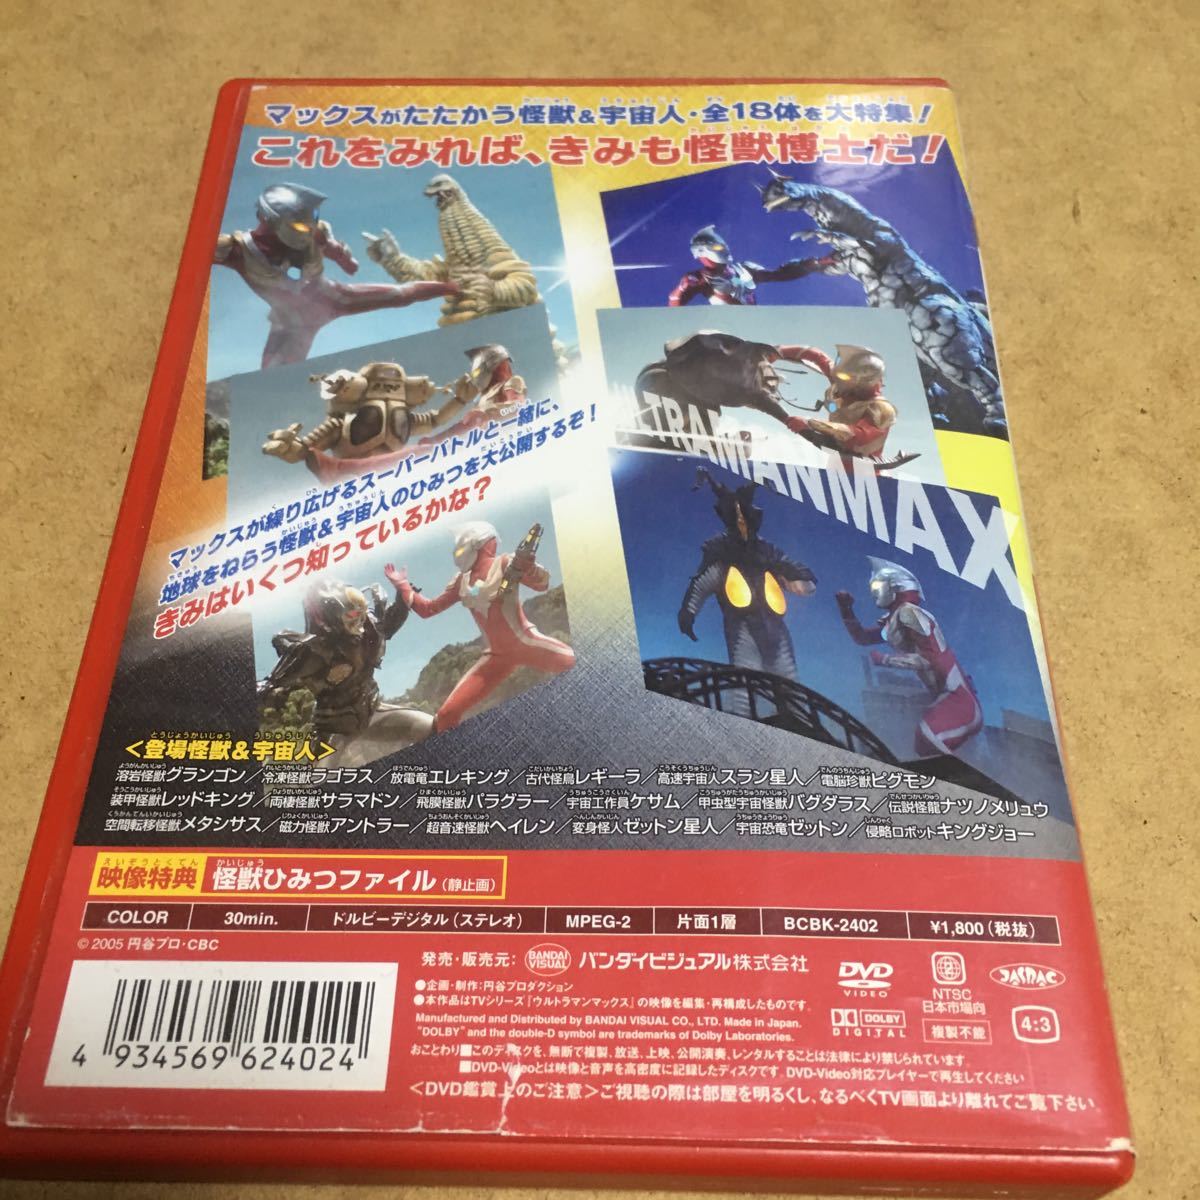 マックスがたたかう怪獣&宇宙人・全18体を大特集!
これをみれば、きみも怪獣博士だ!
ULTRAMAN MAX
マックスが繰り広げるスーパーバトルと一緒に、
地球をねらう怪獣&宇宙人のひみつを大公開するぞ!
きみはいくつ知っているかな?
<登場怪獣&宇宙人>
溶岩怪獣グランゴン/冷凍怪獣ラゴラス/放電竜エレキング/古代怪鳥レギーラ/高速宇宙人スラン星人/電脳珍獣ピグモン
装甲怪獣レッドキング/両棲怪獣サラマドン/飛膜怪獣パラグラー/宇宙工作員ケサム/甲虫型宇宙怪獣バグダラス/伝説怪龍ナツノメリュウ
空間転移怪獣メタシサス/磁力怪獣アントラー/超音速怪獣ヘイレン/変身怪人ゼットン星人/宇宙恐竜ゼットン/侵略ロボットキングジョー
映像特典 怪獣ひみつファイル(静止画)
COLOR 30min. ドルビーデジタル(ステレオ) MPEG-2 片面1層 BCBK-2402 ¥1,800(税抜)
© 2005 円谷プロ・CBC
発売・販売元: BANDAI VISUAL バンダイビジュアル株式会社
●企画・制作:円谷プロダクション
●本作品はTVシリーズ『ウルトラマンマックス』の映像を編集・再構成したものです。
Manufactured and Distributed by BANDAI VISUAL CO., LTD. Made in Japan.
"DOLBY" and the double-D symbol are trademarks of Dolby Laboratories.
DVD VIDEO
2 NTSC 日本市場向
JASRAC
DOLBY DIGITAL
複製不能
4:3
おことわり■このディスクを、無断で複製、放送、上映、公開演奏、レンタルすることは法律により禁じられています。
■DVD-Videoとは映像と音声を高密度に記録したディスクです。DVD-Video対応プレイヤーで再生してください
<DVD鑑賞上のご注意>ご視聴の際は部屋を明るくし、なるべくTV画面より離れてご覧下さい
4 934569 624024